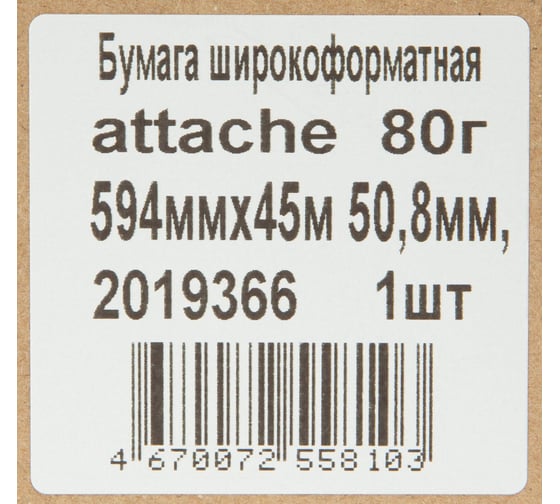 Бумага широкоформатная
attache 80г
594ммх45м 50,8мм,
2019366 1шт
4 670072 558103